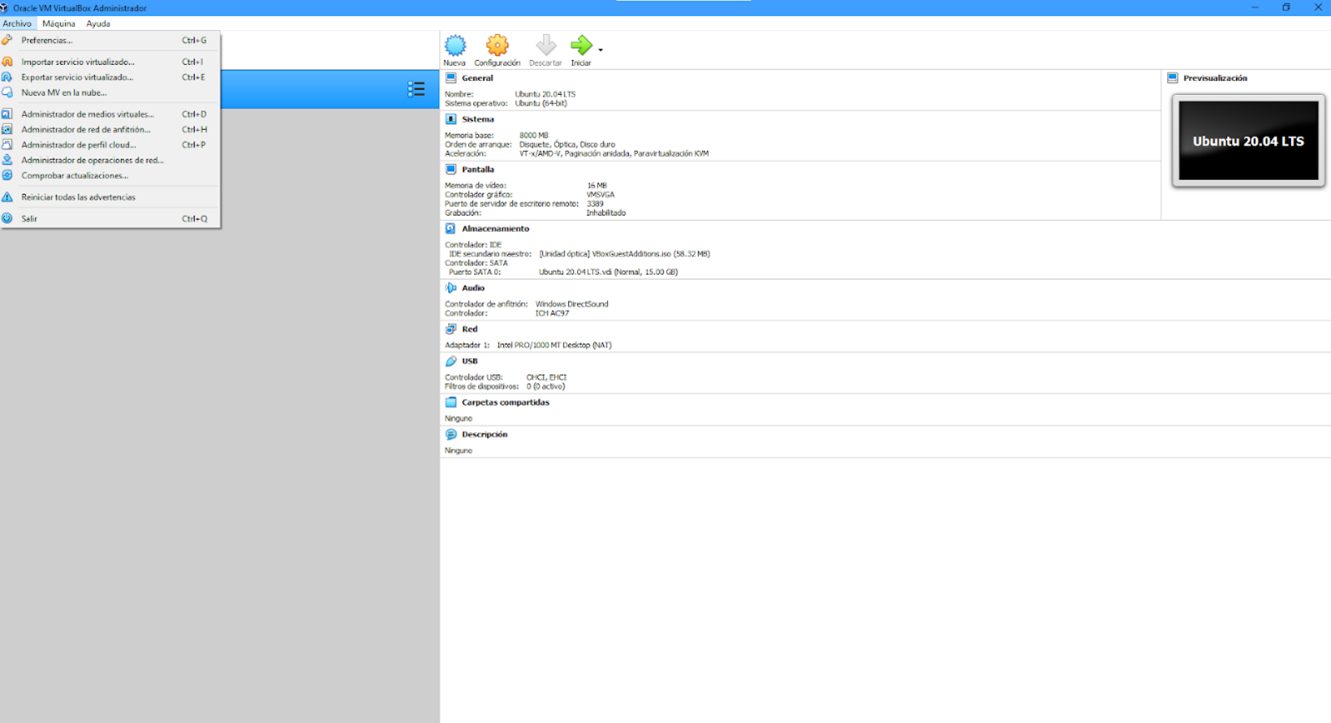 Oracle VM VirtualBox Administrador
Archivo Máquina Ayuda
Preferencias... Ctrl+G
Importar servicio virtualizado... Ctrl+I
Exportar servicio virtualizado... Ctrl+E
Nueva MV en la nube...
Administrador de medios virtuales... Ctrl+D
Administrador de red de anfitrión... Ctrl+H
Administrador de perfil cloud... Ctrl+P
Administrador de operaciones de red...
Comprobar actualizaciones...
Reiniciar todas las advertencias
Salir Ctrl+Q
Nueva Configuración Descartar Iniciar
General
Nombre: Ubuntu 20.04 LTS
Sistema operativo: Ubuntu (64-bit)
Sistema
Memoria base: 8000 MB
Orden de arranque: Disquete, Óptica, Disco duro
Aceleración: VT-x/AMD-V, Paginación anidada, Paravirtualización KVM
Pantalla
Memoria de vídeo: 16 MB
Controlador gráfico: VMSVGA
Puerto de servidor de escritorio remoto: 3389
Grabación: Inhabilitado
Almacenamiento
Controlador: IDE
IDE secundario maestro: [Unidad óptica] VBoxGuestAdditions.iso (58.32 MB)
Controlador: SATA
Puerto SATA 0: Ubuntu 20.04 LTS.vdi (Normal, 15.00 GB)
Audio
Controlador de anfitrión: Windows DirectSound
Controlador: ICH AC97
Red
Adaptador 1: Intel PRO/1000 MT Desktop (NAT)
USB
Controlador USB: OHCI, EHCI
Filtros de dispositivos: 0 (0 activo)
Carpetas compartidas
Ninguno
Descripción
Ninguno
Previsualización
Ubuntu 20.04 LTS